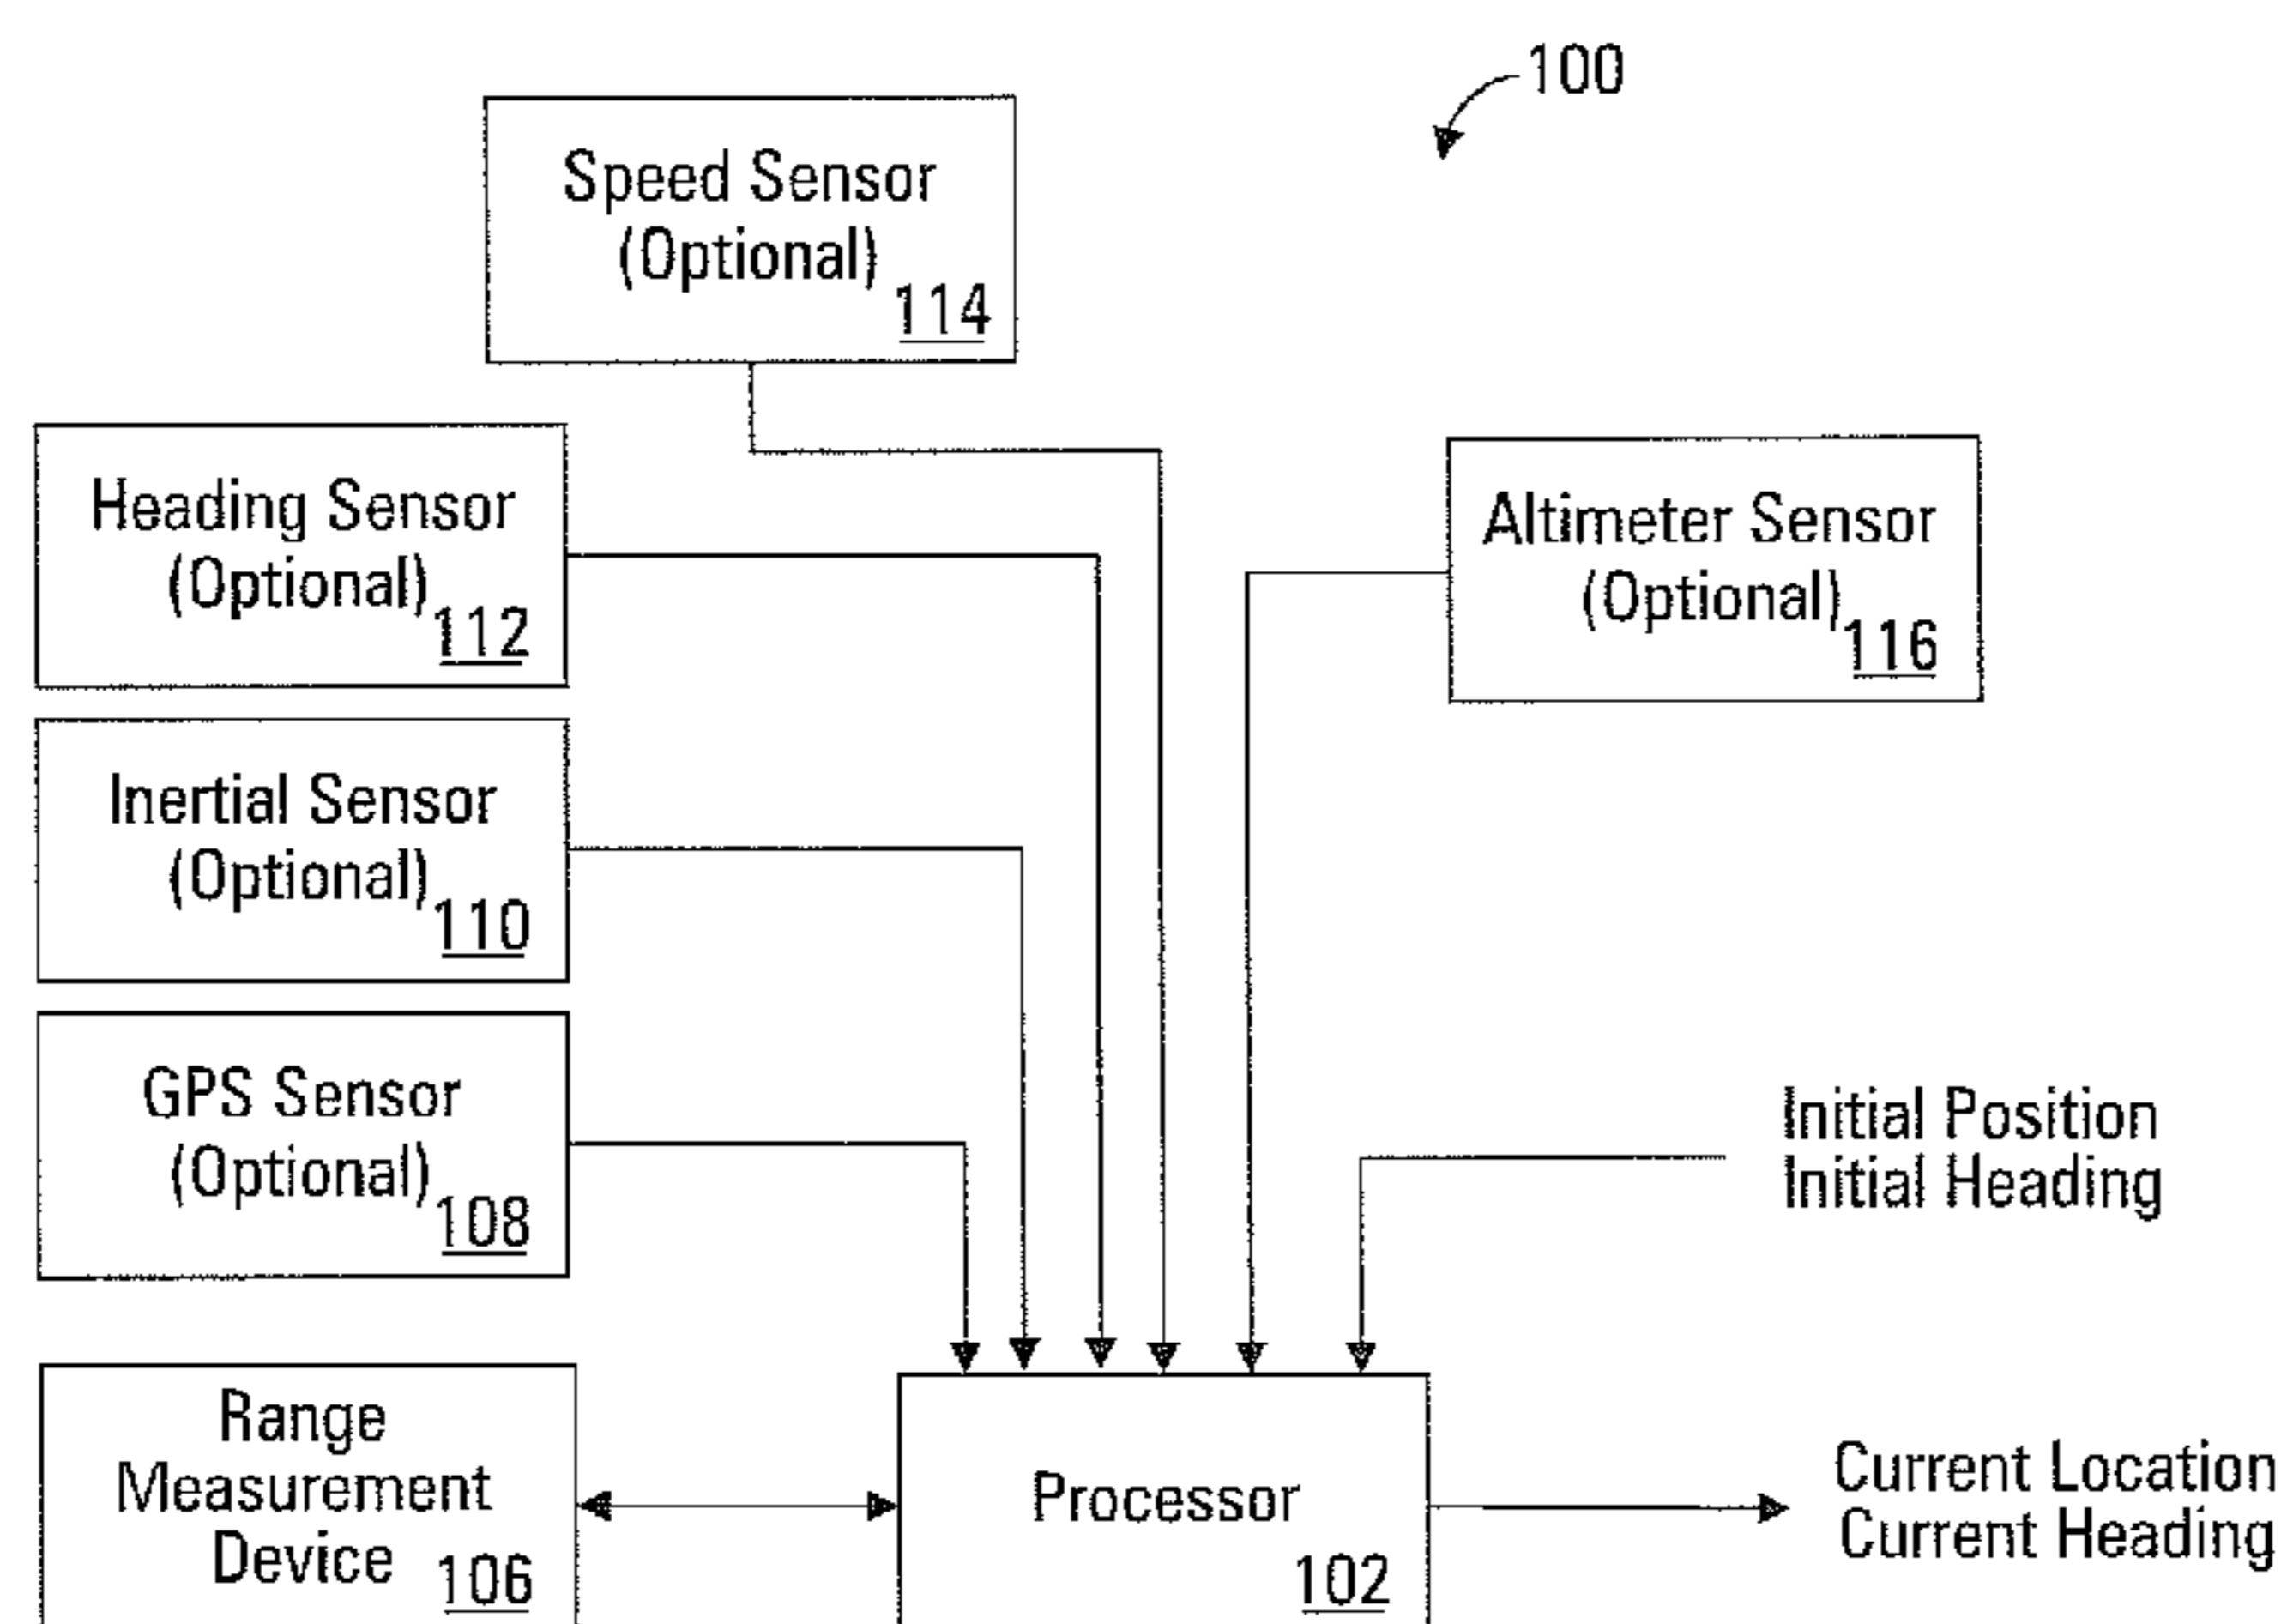 100
Speed Sensor
(Optional)
114
Heading Sensor
(Optional)
112
Altimeter Sensor
(Optional)
116
Inertial Sensor
(Optional)
110
GPS Sensor
(Optional)
108
Initial Position
Initial Heading
Range
Measurement
Device
106
Processor
102
Current Location
Current Heading